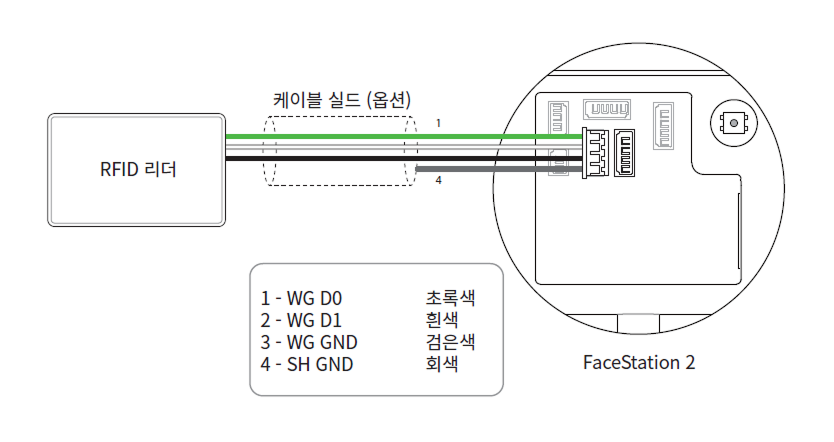 케이블 실드 (옵션)
1
RFID 리더
4
1 - WG D0 초록색
2 - WG D1 흰색
3 - WG GND 검은색
4 - SH GND 회색
FaceStation 2